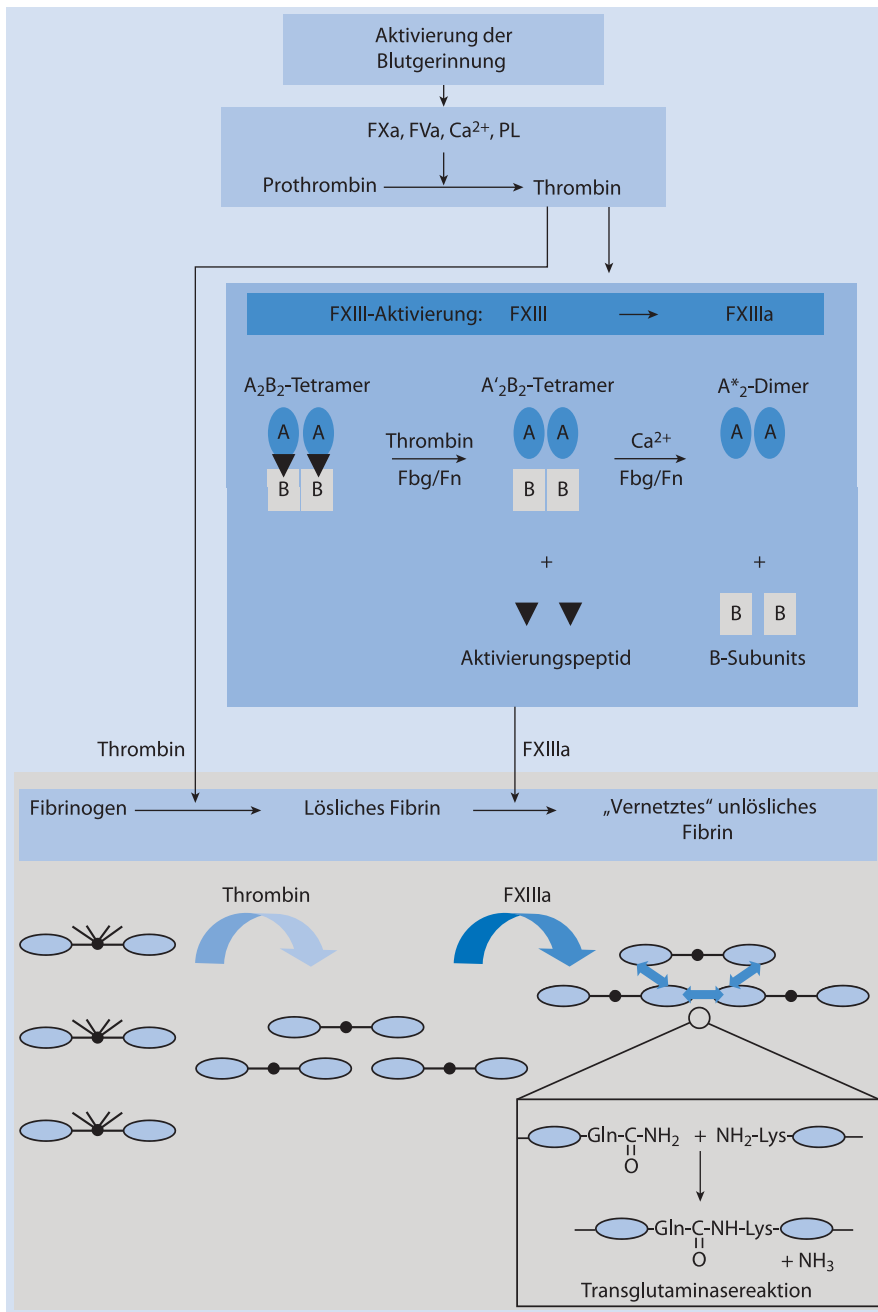 Aktivierung der
Blutgerinnung
FXa, FVa, Ca²⁺, PL
Prothrombin
Thrombin
FXIII-Aktivierung: FXIII FXIIIa
A₂B₂-Tetramer
A‘₂B₂-Tetramer
A*₂-Dimer
A A
B B
Thrombin
Fbg/Fn
A A
B B
Ca²⁺
Fbg/Fn
A A
+
+
B B
Aktivierungspeptid
B-Subunits
Thrombin
FXIIIa
Fibrinogen
Lösliches Fibrin
„Vernetztes“ unlösliches
Fibrin
Thrombin
FXIIIa
Gln-C-NH₂ + NH₂-Lys
O
Gln-C-NH-Lys
O
+ NH₃
Transglutaminasereaktion